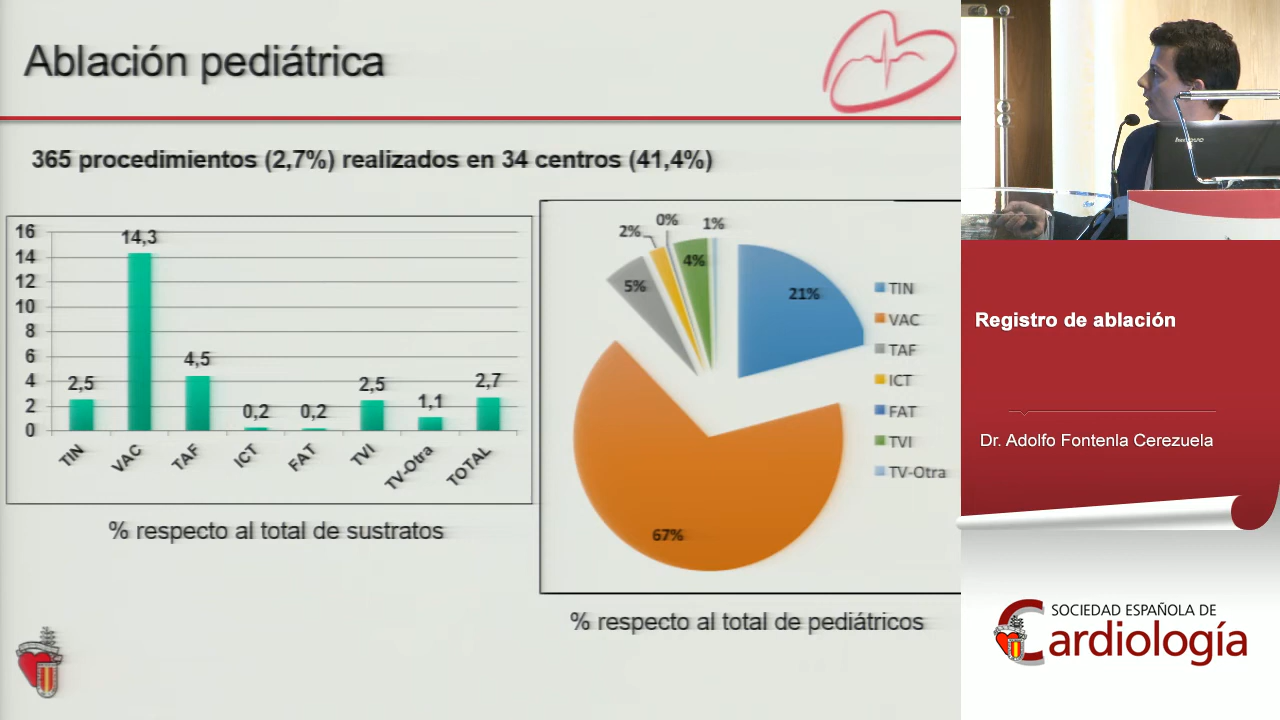 Ablación pediátrica
365 procedimientos (2,7%) realizados en 34 centros (41,4%)
16
14
12
10
8
6
4
2
0
2,5
14,3
4,5
0,2
0,2
2,5
1,1
2,7
TIN
VAC
TAF
ICT
FAT
TVI
TV-Otra
TOTAL
% respecto al total de sustratos
2%
0%
1%
5%
4%
21%
67%
TIN
VAC
TAF
ICT
FAT
TVI
TV-Otra
% respecto al total de pediátricos
Registro de ablación
Dr. Adolfo Fontenla Cerezuela
SOCIEDAD ESPAÑOLA DE
Cardiología